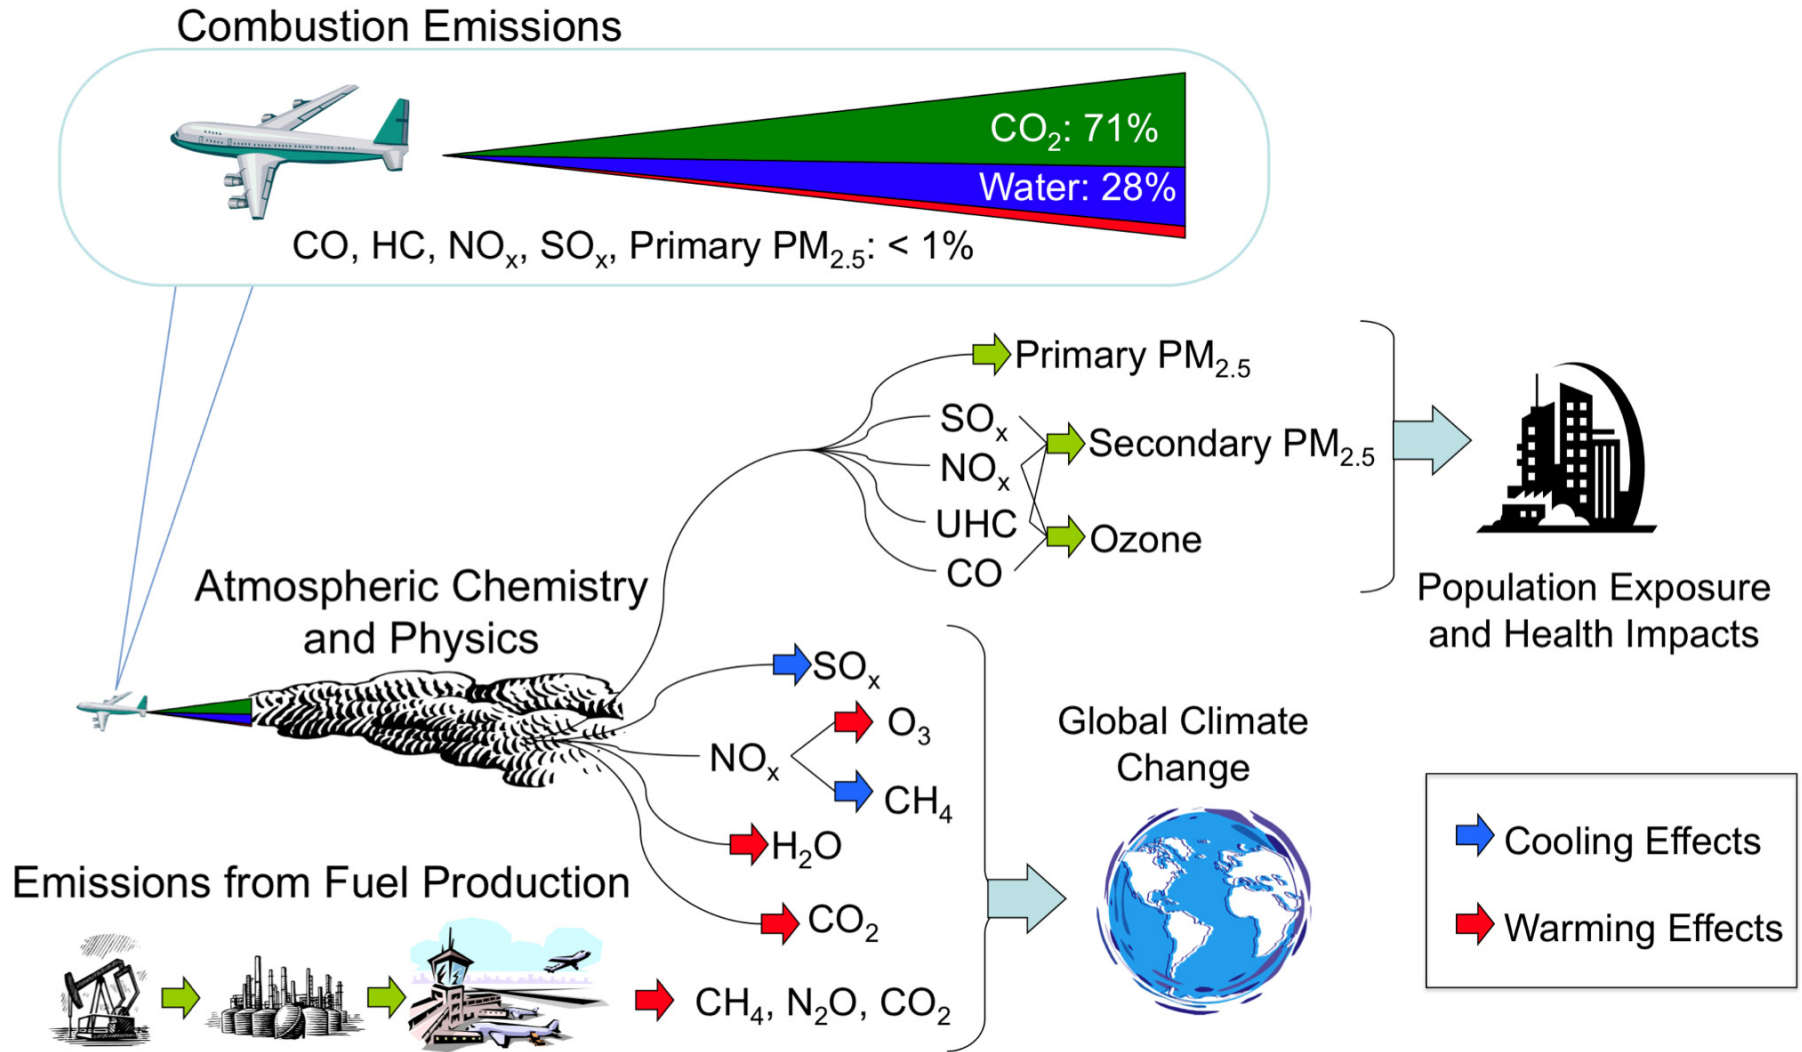 Combustion Emissions
CO₂: 71%
Water: 28%
CO, HC, NOₓ, SOₓ, Primary PM₂.₅: < 1%
Primary PM₂.₅
SOₓ
NOₓ
UHC
CO
Secondary PM₂.₅
Ozone
Population Exposure
and Health Impacts
Atmospheric Chemistry
and Physics
SOₓ
NOₓ
O₃
CH₄
H₂O
CO₂
Global Climate
Change
Emissions from Fuel Production
CH₄, N₂O, CO₂
Cooling Effects
Warming Effects